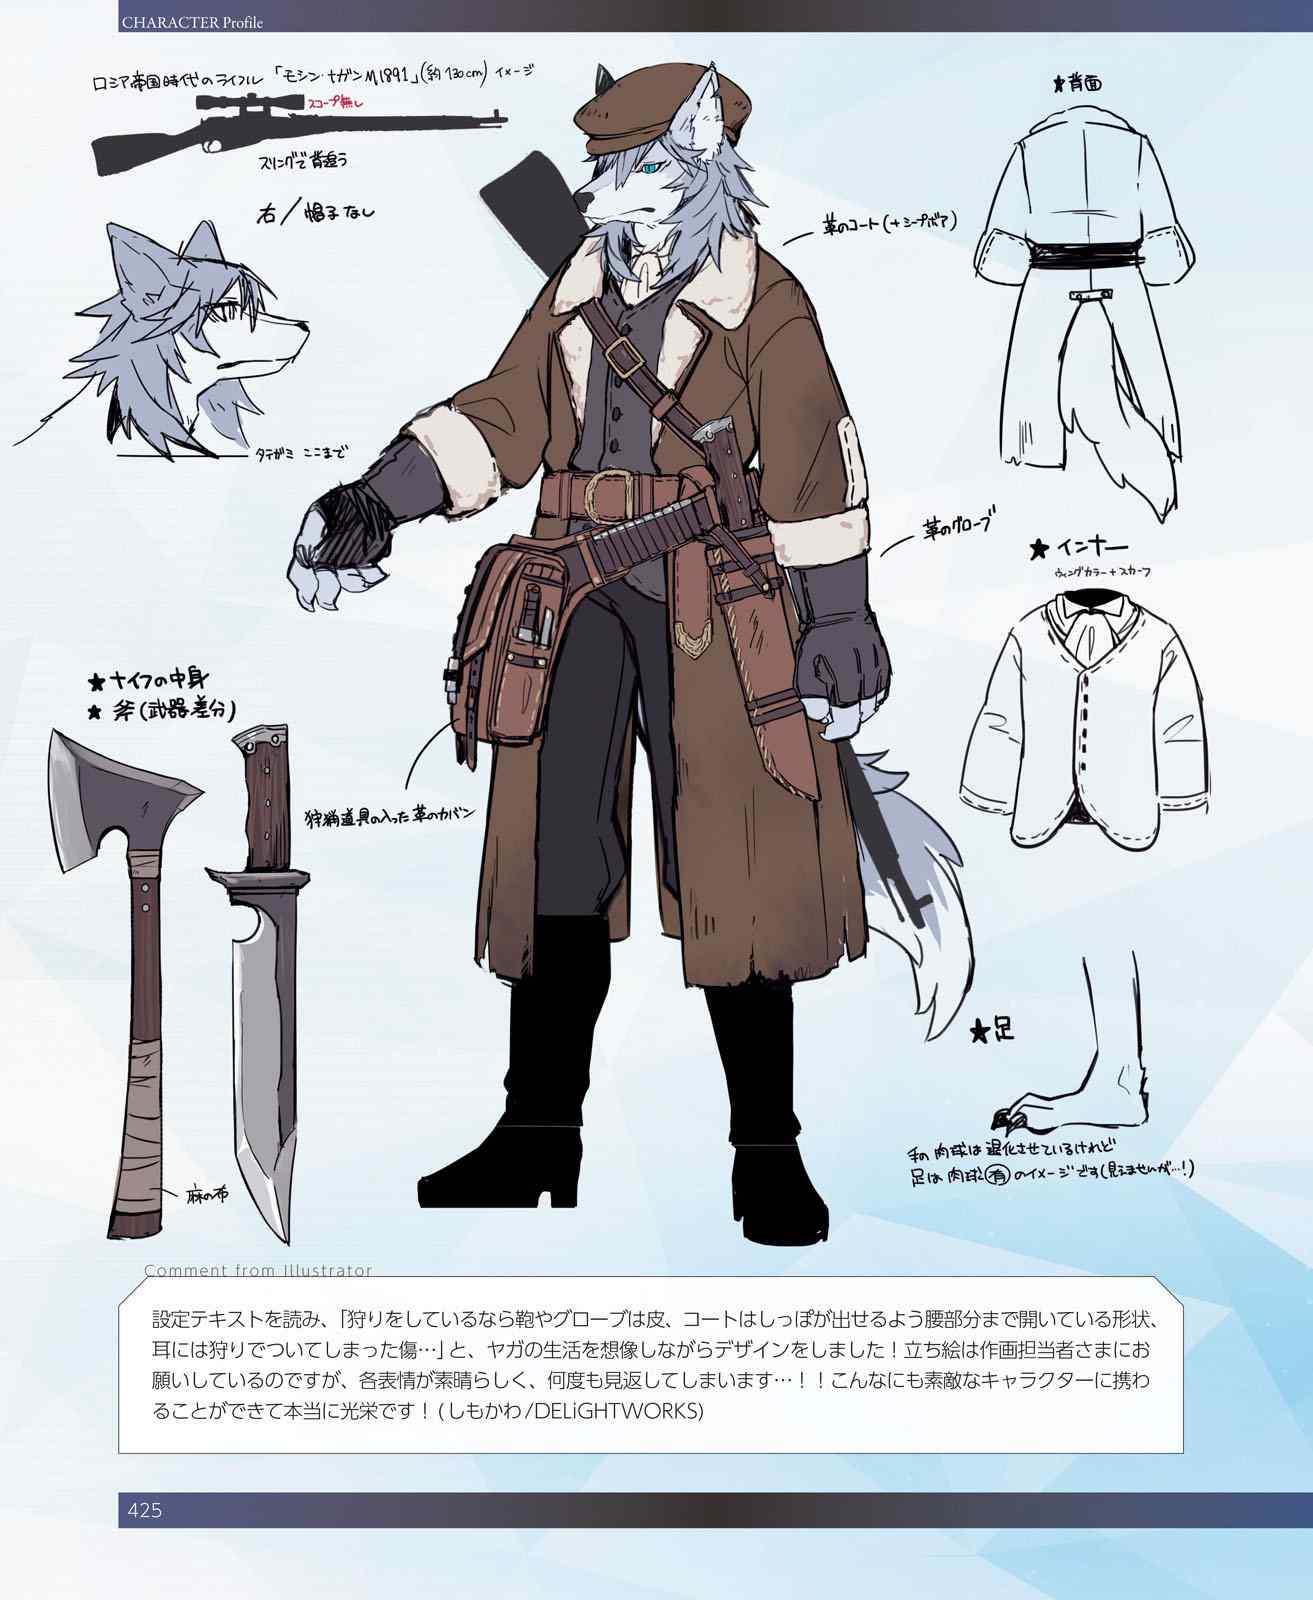 CHARACTER Profile
ロシア帝国時代のライフル「モシン・ナガンM1891」(約130cm) イメージ
スコープ無し
スリングで背追う
右/帽子なし
タテガミ ここまで
革のコート(+シープボア)
★背面
革のグローブ
★インナー
ウィングカラー+スカーフ
★ナイフの中身
★斧(武器差分)
狩猟道具の入った革のカバン
麻の布
★足
手の肉球は退化させているけれど
足は肉球有のイメージです(見えませんが…!)
Comment from Illustrator
設定テキストを読み、「狩りをしているなら鞄やグローブは皮、コートはしっぽが出せるよう腰部分まで開いている形状、
耳には狩りでついてしまった傷…」と、ヤガの生活を想像しながらデザインをしました！立ち絵は作画担当者さまにお
願いしているのですが、各表情が素晴らしく、何度も見返してしまいます…！！こんなにも素敵なキャラクターに携わ
ることができて本当に光栄です！(しもかわ/DELiGHTWORKS)
425